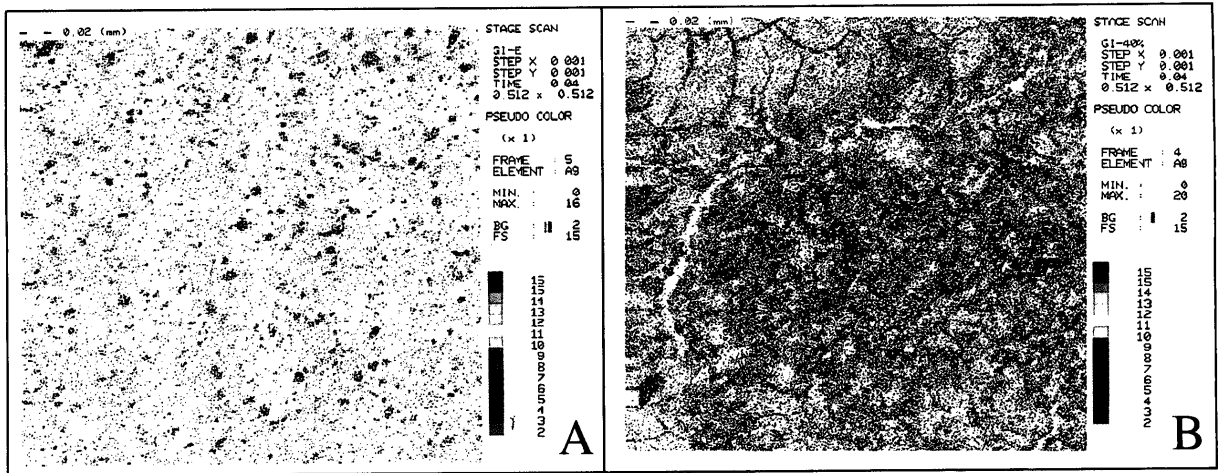 0.02 (mm)
STAGE SCAN
GI-E
STEP X 0.001
STEP Y 0.001
TIME 0.04
0.512 x 0.512
PSEUDO COLOR
(x 1)
FRAME : 5
ELEMENT : A9
MIN. : 0
MAX. : 16
BG : 2
FS : 15
15
15
14
13
12
11
10
9
8
7
6
5
4
3
2
A
0.02 (mm)
STAGE SCAN
GI-40%
STEP X 0.001
STEP Y 0.001
TIME 0.04
0.512 x 0.512
PSEUDO COLOR
(x 1)
FRAME : 4
ELEMENT : A9
MIN. : 0
MAX. : 20
BG : 2
FS : 15
15
15
14
13
12
11
10
9
8
7
6
5
4
3
2
B